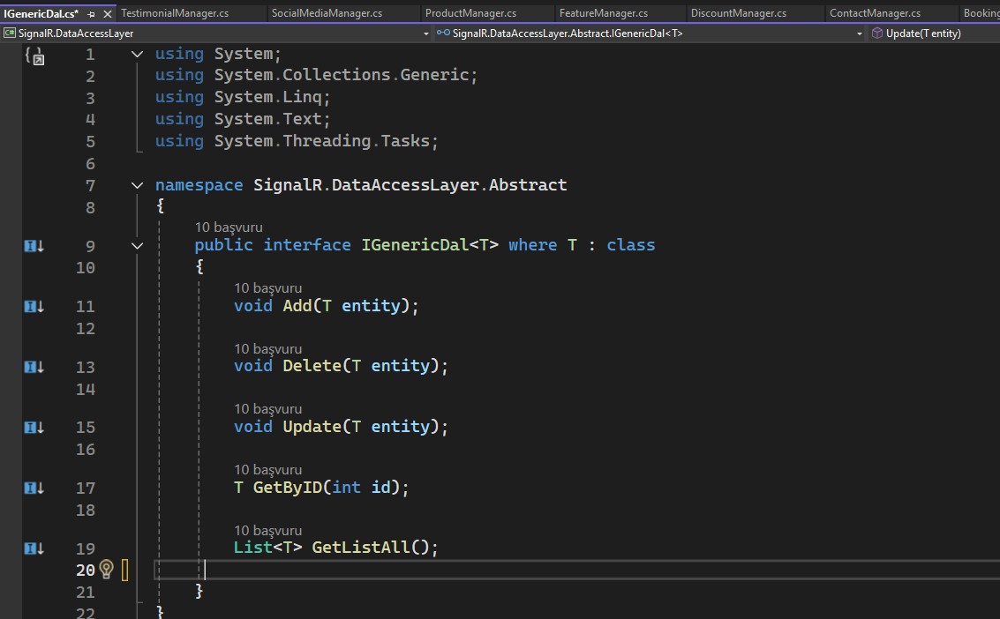 IGenericDal.cs* TestimonialManager.cs SocialMediaManager.cs ProductManager.cs FeatureManager.cs DiscountManager.cs ContactManager.cs Booking
C# SignalR.DataAccessLayer SignalR.DataAccessLayer.Abstract.IGenericDal<T> Update(T entity)
1 using System;
2 using System.Collections.Generic;
3 using System.Linq;
4 using System.Text;
5 using System.Threading.Tasks;
6
7 namespace SignalR.DataAccessLayer.Abstract
8 {
10 başvuru
9 public interface IGenericDal<T> where T : class
10 {
10 başvuru
11 void Add(T entity);
12
10 başvuru
13 void Delete(T entity);
14
10 başvuru
15 void Update(T entity);
16
10 başvuru
17 T GetByID(int id);
18
10 başvuru
19 List<T> GetListAll();
20
21 }
22 }